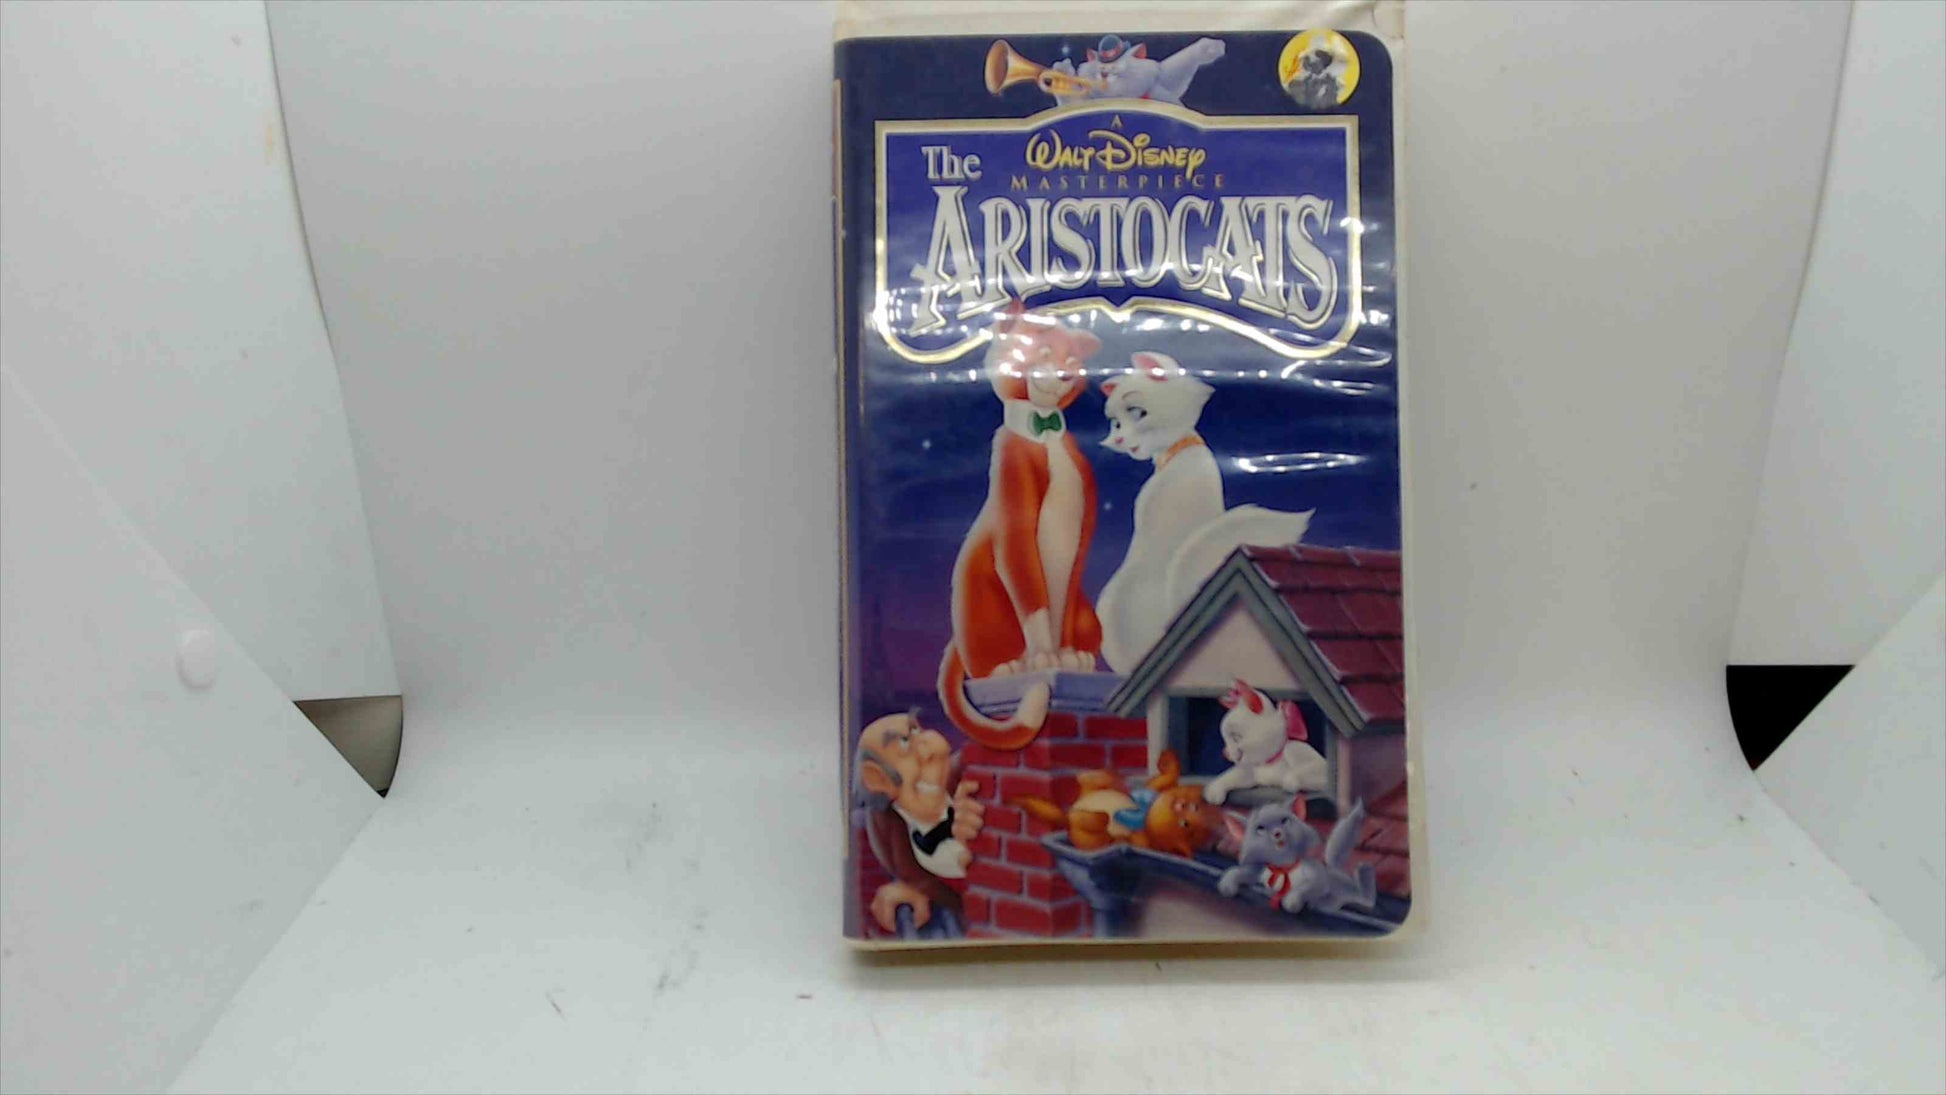 A
WALT DISNEY
MASTERPIECE
The
ARISTOCATS